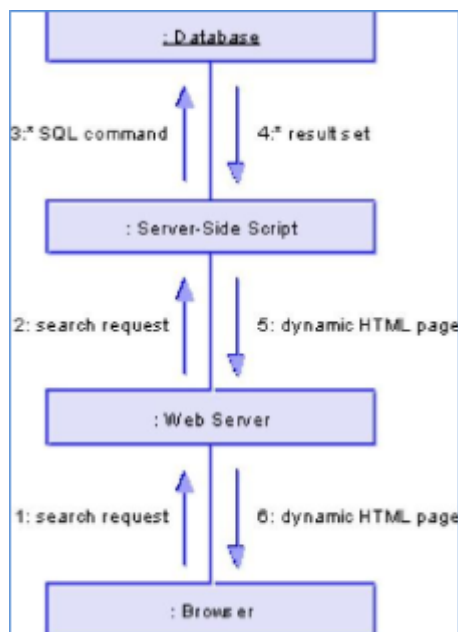 : Database
3:* SQL command
4:* result set
: Server-Side Script
2: search request
5: dynamic HTML page
: Web Server
1: search request
6: dynamic HTML page
: Browser